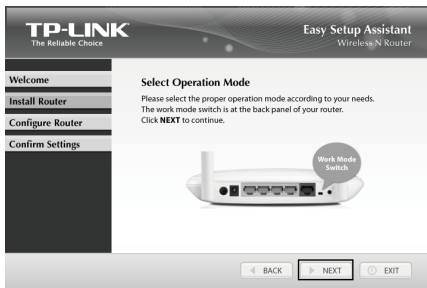 TP-LINK
The Reliable Choice
Easy Setup Assistant
Wireless N Router
Welcome
Install Router
Configure Router
Confirm Settings
Select Operation Mode
Please select the proper operation mode according to your needs.
The work mode switch is at the back panel of your router.
Click NEXT to continue.
Work Mode
Switch
BACK
NEXT
EXIT